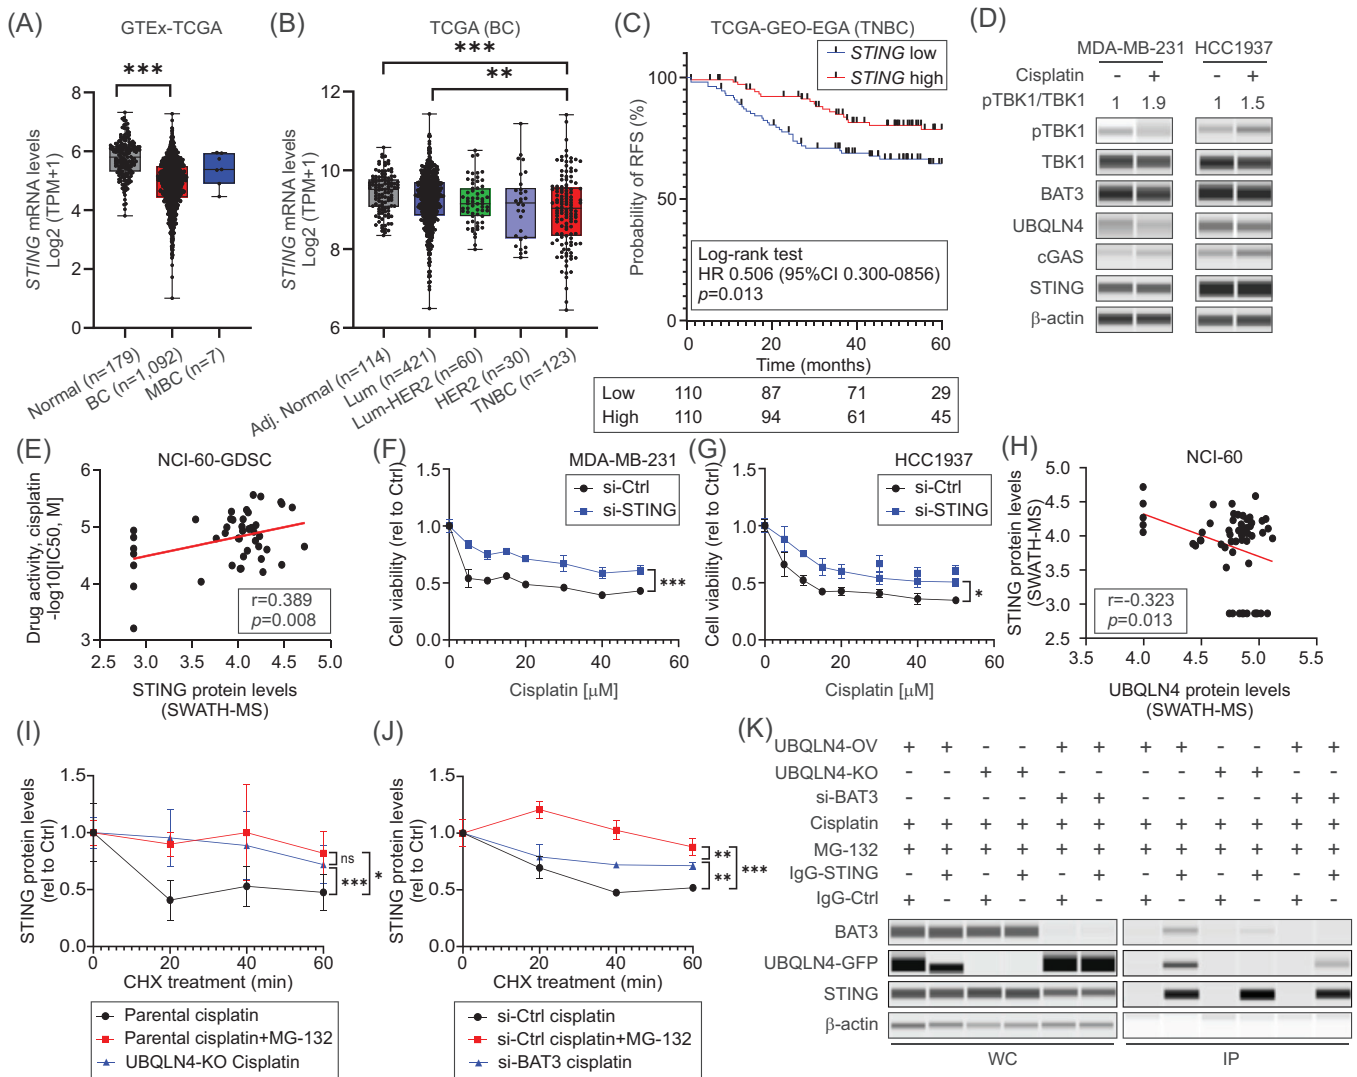 (A)
GTEx-TCGA
***
STING mRNA levels
Log2 (TPM+1)
10
8
6
4
2
0
Normal (n=179)
BC (n=1,092)
MBC (n=7)
(B)
TCGA (BC)
***
**
STING mRNA levels
Log2 (TPM+1)
12
10
8
6
Adj. Normal (n=114)
Lum (n=421)
Lum-HER2 (n=60)
HER2 (n=30)
TNBC (n=123)
(C)
TCGA-GEO-EGA (TNBC)
STING low
STING high
Probability of RFS (%)
100
50
0
Log-rank test
HR 0.506 (95%CI 0.300-0856)
p=0.013
0 20 40 60
Time (months)
Low 110 87 71 29
High 110 94 61 45
(D)
MDA-MB-231 HCC1937
Cisplatin - + - +
pTBK1/TBK1 1 1.9 1 1.5
pTBK1
TBK1
BAT3
UBQLN4
cGAS
STING
β-actin
(E)
NCI-60-GDSC
Drug activity, cisplatin
-log10[IC50, M]
6
5
4
3
r=0.389
p=0.008
2.5 3.0 3.5 4.0 4.5 5.0
STING protein levels
(SWATH-MS)
(F)
MDA-MB-231
si-Ctrl
si-STING
Cell viability (rel to Ctrl)
1.5
1.0
0.5
0.0
***
0 20 40 60
Cisplatin [μM]
(G)
HCC1937
si-Ctrl
si-STING
Cell viability (rel to Ctrl)
1.5
1.0
0.5
0.0
*
0 20 40 60
Cisplatin [μM]
(H)
NCI-60
STING protein levels
(SWATH-MS)
5.0
4.5
4.0
3.5
3.0
2.5
r=-0.323
p=0.013
3.5 4.0 4.5 5.0 5.5
UBQLN4 protein levels
(SWATH-MS)
(I)
STING protein levels
(rel to Ctrl)
1.5
1.0
0.5
0.0
ns
***
*
0 20 40 60
CHX treatment (min)
Parental cisplatin
Parental cisplatin+MG-132
UBQLN4-KO Cisplatin
(J)
STING protein levels
(rel to Ctrl)
1.5
1.0
0.5
0.0
**
**
***
0 20 40 60
CHX treatment (min)
si-Ctrl cisplatin
si-Ctrl cisplatin+MG-132
si-BAT3 cisplatin
(K)
UBQLN4-OV + + - - + + + + - - + +
UBQLN4-KO - - + + - - - - + + - -
si-BAT3 - - - - + + - - - - + +
Cisplatin + + + + + + + + + + + +
MG-132 + + + + + + + + + + + +
IgG-STING - + - + - + - + - + - +
IgG-Ctrl + - + - + - + - + - + -
BAT3
UBQLN4-GFP
STING
β-actin
WC IP